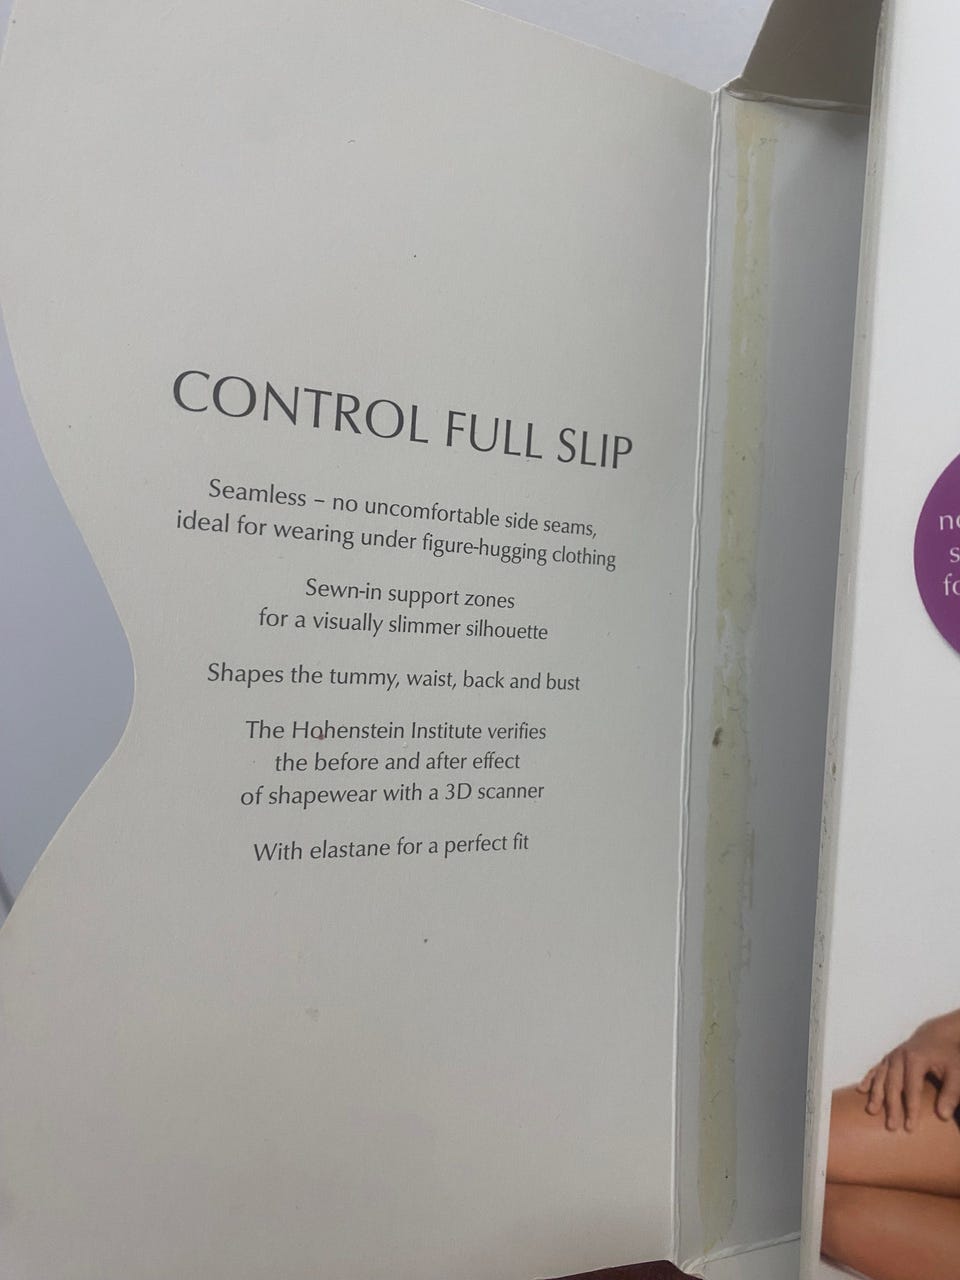 CONTROL FULL SLIP
Seamless – no uncomfortable side seams,
ideal for wearing under figure-hugging clothing
Sewn-in support zones
for a visually slimmer silhouette
Shapes the tummy, waist, back and bust
The Hohenstein Institute verifies
the before and after effect
of shapewear with a 3D scanner
With elastane for a perfect fit